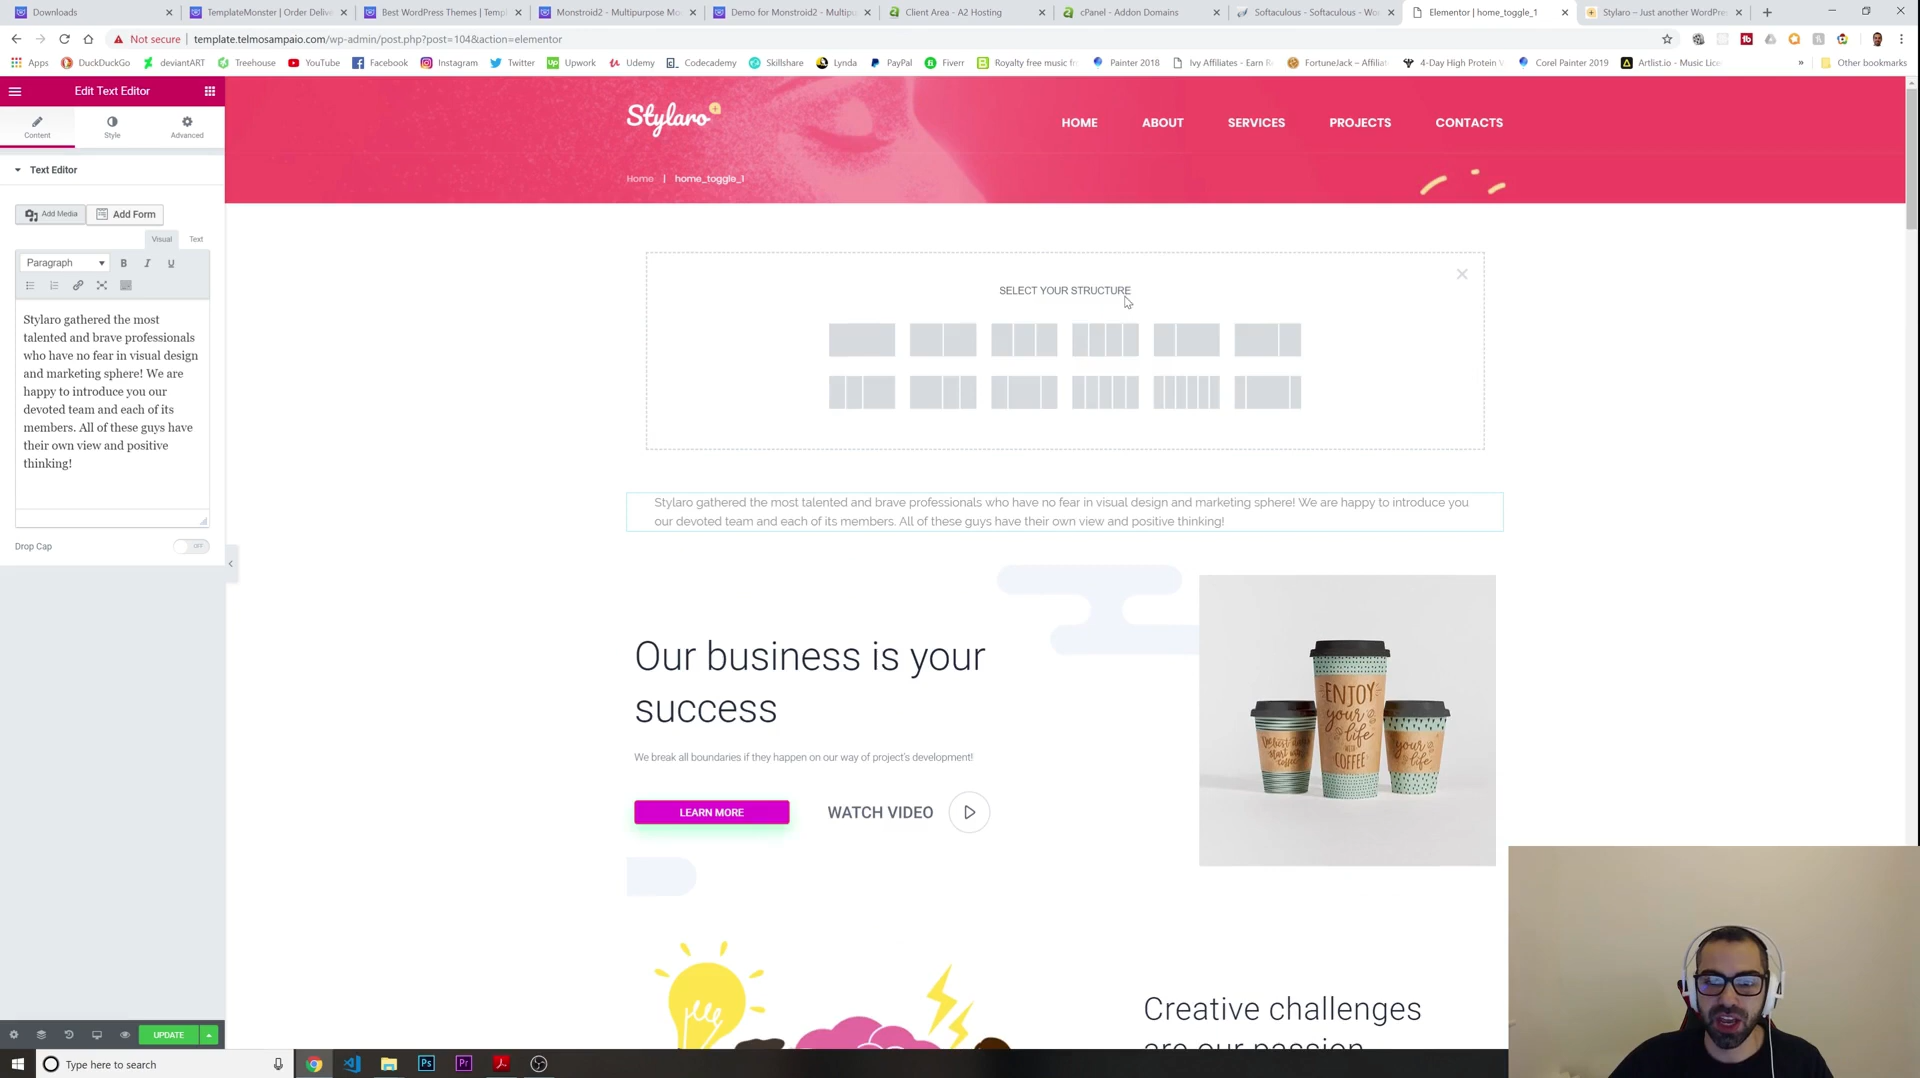 Downloads
TemplateMonster | Order Delive
Best WordPress Themes | Templ
Monstroid2 - Multipurpose Mo
Demo for Monstroid2 - Multipu
Client Area - A2 Hosting
cPanel - Addon Domains
Softaculous - Softaculous - Wo
Elementor | home_toggle_1
Stylaro – Just another WordPre
Not secure | template.telmosampaio.com/wp-admin/post.php?post=104&action=elementor
Apps
DuckDuckGo
deviantART
Treehouse
YouTube
Facebook
Instagram
Twitter
Upwork
Udemy
Codecademy
Skillshare
Lynda
PayPal
Fiverr
Royalty free music f
Painter 2018
Ivy Affiliates - Earn R
FortuneJack – Affilia
4-Day High Protein V
Corel Painter 2019
Artlist.io - Music Lice
Other bookmarks
Edit Text Editor
Content
Style
Advanced
Text Editor
Add Media
Add Form
Visual
Text
Paragraph
B I U
Stylaro gathered the most
talented and brave professionals
who have no fear in visual design
and marketing sphere! We are
happy to introduce you our
devoted team and each of its
members. All of these guys have
their own view and positive
thinking!
Drop Cap
OFF
UPDATE
Stylaro
HOME
ABOUT
SERVICES
PROJECTS
CONTACTS
Home | home_toggle_1
SELECT YOUR STRUCTURE
Stylaro gathered the most talented and brave professionals who have no fear in visual design and marketing sphere! We are happy to introduce you
our devoted team and each of its members. All of these guys have their own view and positive thinking!
Our business is your
success
We break all boundaries if they happen on our way of project's development!
LEARN MORE
WATCH VIDEO
ENJOY
your
life
WITH
COFFEE
your
life
Creative challenges
are our passion
Type here to search
Ps
Pr